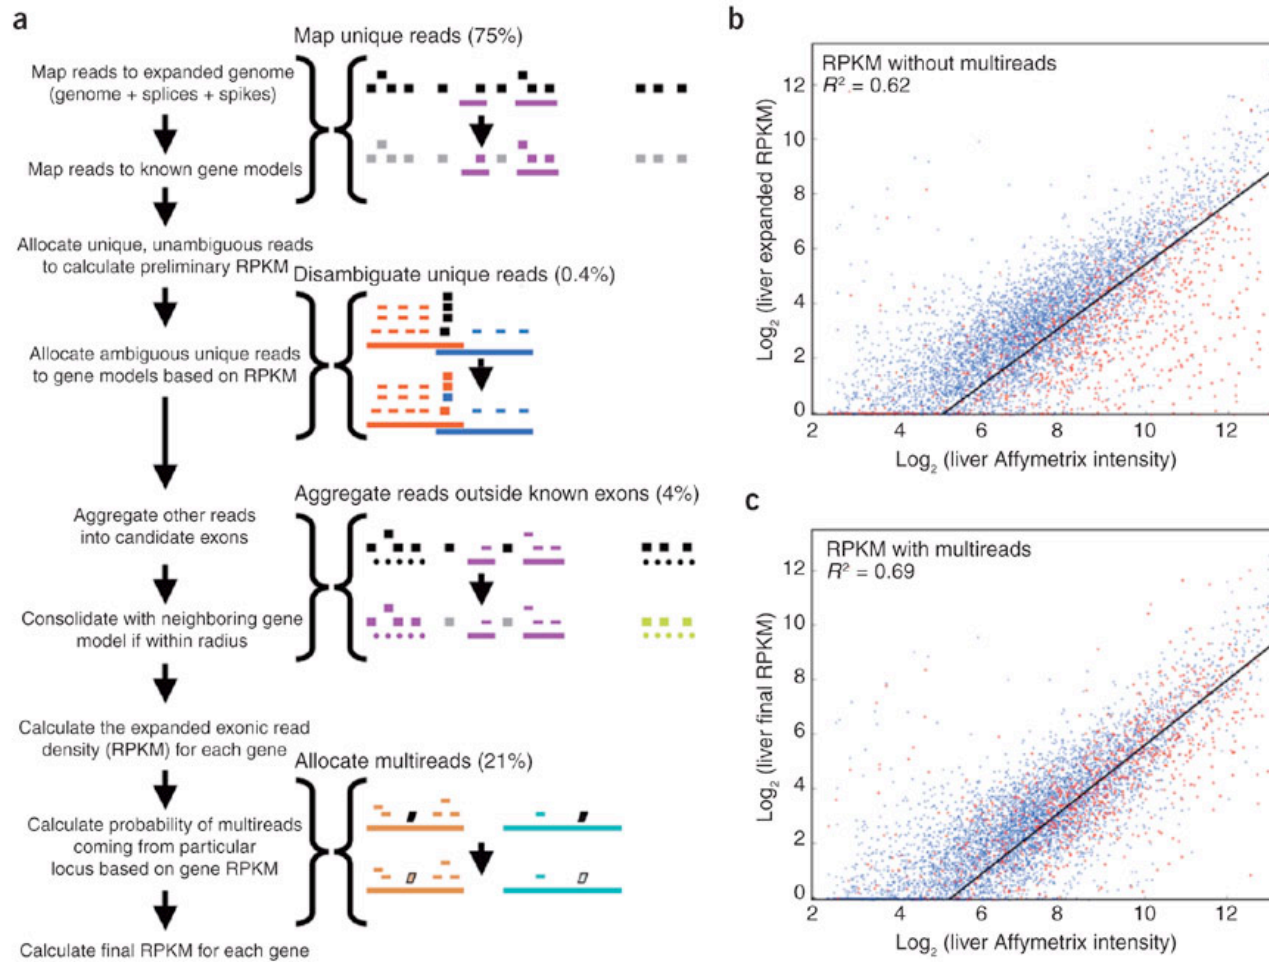 a
Map unique reads (75%)
Map reads to expanded genome
(genome + splices + spikes)
Map reads to known gene models
Allocate unique, unambiguous reads
to calculate preliminary RPKM
Disambiguate unique reads (0.4%)
Allocate ambiguous unique reads
to gene models based on RPKM
Aggregate reads outside known exons (4%)
Aggregate other reads
into candidate exons
Consolidate with neighboring gene
model if within radius
Calculate the expanded exonic read
density (RPKM) for each gene
Allocate multireads (21%)
Calculate probability of multireads
coming from particular
locus based on gene RPKM
Calculate final RPKM for each gene
b
RPKM without multireads
R² = 0.62
Log₂ (liver expanded RPKM)
12
10
8
6
4
2
0
2 4 6 8 10 12
Log₂ (liver Affymetrix intensity)
c
RPKM with multireads
R² = 0.69
Log₂ (liver final RPKM)
12
10
8
6
4
2
0
2 4 6 8 10 12
Log₂ (liver Affymetrix intensity)